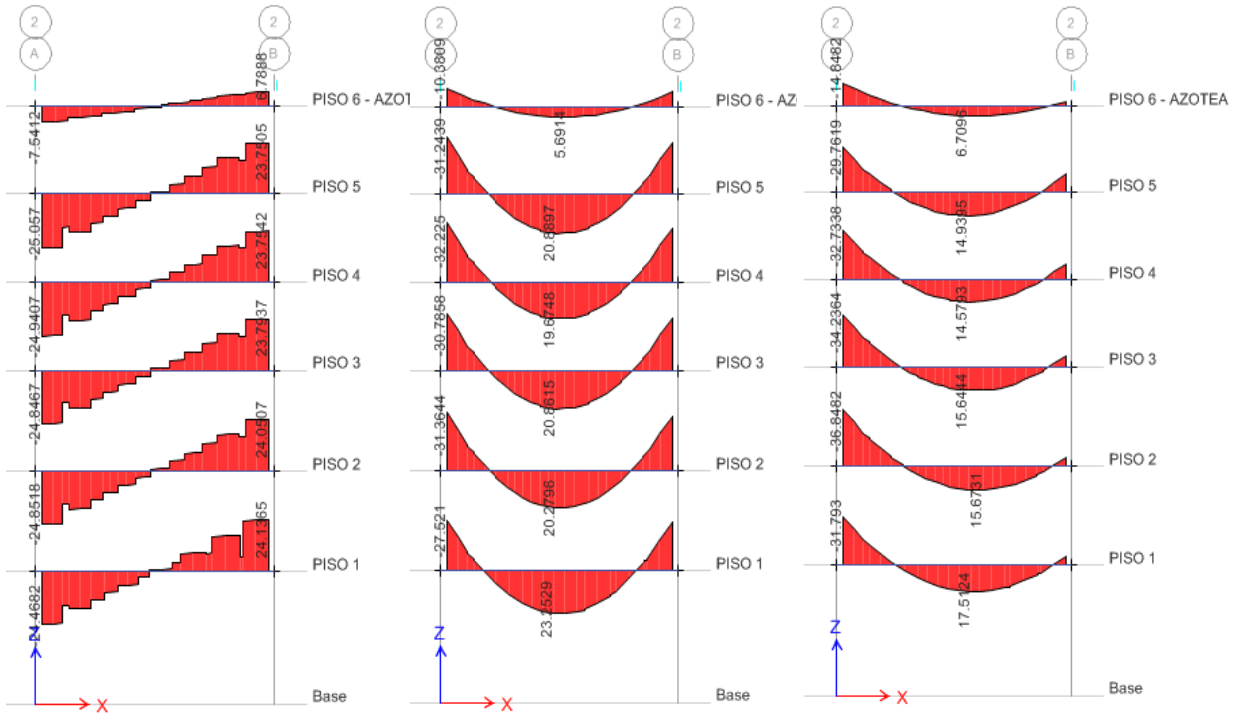 2
2
A
B
6.7888
PISO 6 - AZOT
-7.5412
23.7505
PISO 5
-25.057
23.7542
PISO 4
-24.9407
23.7937
PISO 3
-24.8467
24.0507
PISO 2
-24.8518
24.1365
PISO 1
-24.4682
Z
X
Base
2
2
B
-10.3809
PISO 6 - AZ
5.6914
-31.2439
PISO 5
20.8897
-32.225
PISO 4
19.6748
-30.7858
PISO 3
20.8615
-31.3644
PISO 2
20.2796
-27.521
PISO 1
23.2529
Z
X
Base
2
2
B
-14.8482
PISO 6 - AZOTEA
6.7096
-29.7619
PISO 5
14.9395
-32.7338
PISO 4
14.5793
-34.2364
PISO 3
15.6444
-36.8482
PISO 2
15.6731
-31.793
PISO 1
17.5124
Z
X
Base